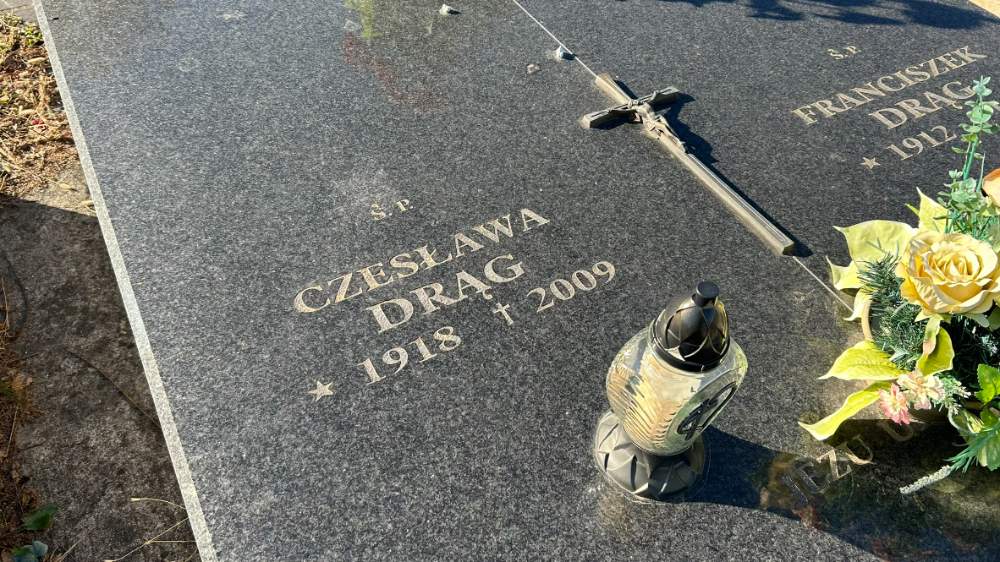 Ś. P.
CZESŁAWA
DRĄG
★ 1918 ✝ 2009
Ś. P.
FRANCISZEK
DRĄG
★ 1912
JEZU